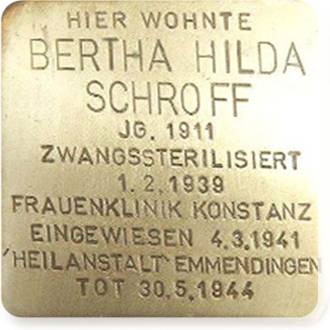 HIER WOHNTE
BERTHA HILDA
SCHROFF
JG. 1911
ZWANGSSTERILISIERT
1.2.1939
FRAUENKLINIK KONSTANZ
EINGEWIESEN 4.3.1941
'HEILANSTALT' EMMENDINGEN
TOT 30.5.1944